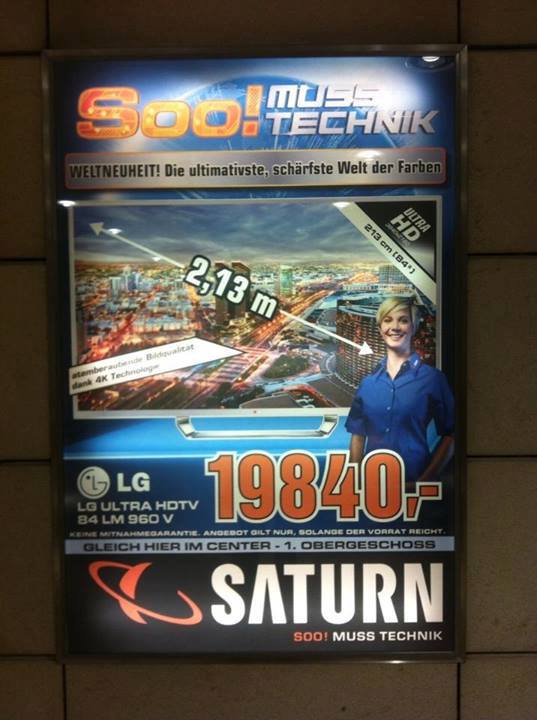 Soo! MUSS TECHNIK
WELTNEUHEIT! Die ultimativste, schärfste Welt der Farben
ULTRA HD
213 cm (84")
2,13 m
atemberaubende Bildqualität
dank 4K Technologie
LG
19840,-
LG ULTRA HDTV
84 LM 960 V
KEINE MITNAHMEGARANTIE. ANGEBOT GILT NUR, SOLANGE DER VORRAT REICHT.
GLEICH HIER IM CENTER - 1. OBERGESCHOSS
SATURN
SOO! MUSS TECHNIK